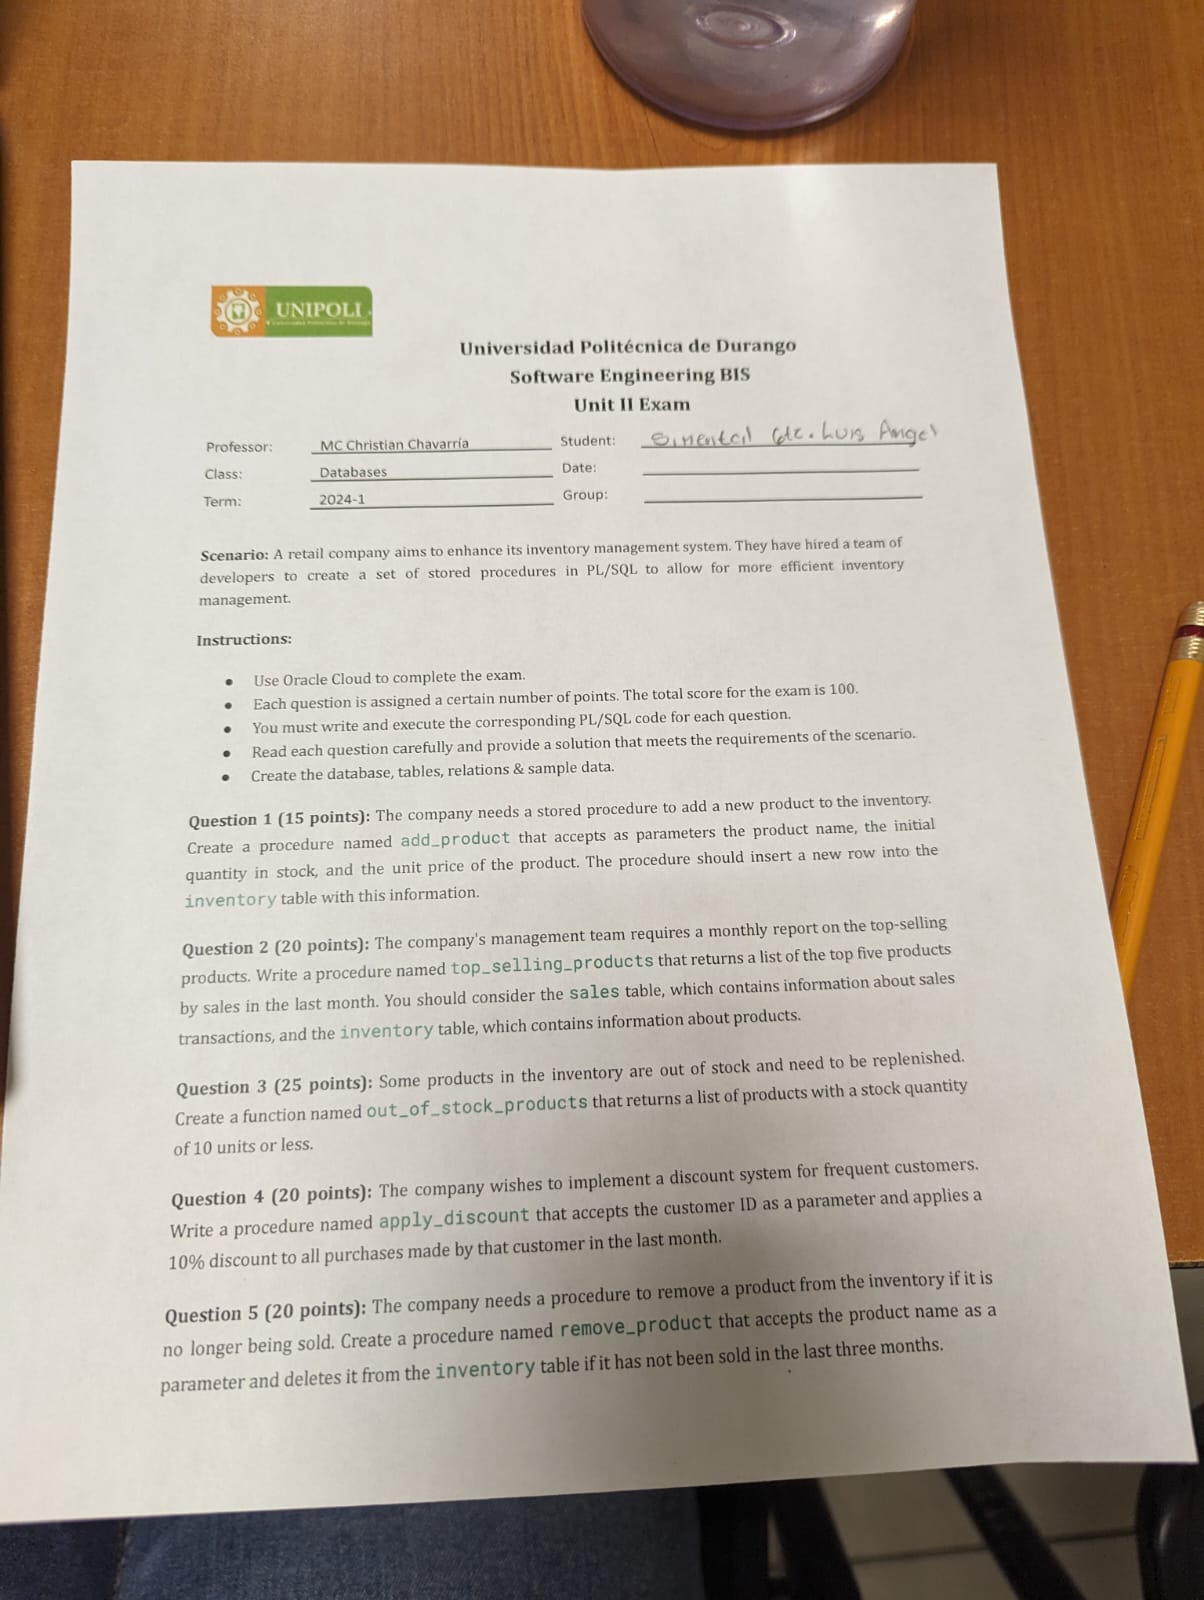 UNIPOLI
Universidad Politécnica de Durango
Universidad Politécnica de Durango
Software Engineering BIS
Unit II Exam
Professor: MC Christian Chavarría Student: Simental Gtz. Luis Angel
Class: Databases Date:
Term: 2024-1 Group:
Scenario: A retail company aims to enhance its inventory management system. They have hired a team of
developers to create a set of stored procedures in PL/SQL to allow for more efficient inventory
management.
Instructions:
● Use Oracle Cloud to complete the exam.
● Each question is assigned a certain number of points. The total score for the exam is 100.
● You must write and execute the corresponding PL/SQL code for each question.
● Read each question carefully and provide a solution that meets the requirements of the scenario.
● Create the database, tables, relations & sample data.
Question 1 (15 points): The company needs a stored procedure to add a new product to the inventory.
Create a procedure named add_product that accepts as parameters the product name, the initial
quantity in stock, and the unit price of the product. The procedure should insert a new row into the
inventory table with this information.
Question 2 (20 points): The company's management team requires a monthly report on the top-selling
products. Write a procedure named top_selling_products that returns a list of the top five products
by sales in the last month. You should consider the sales table, which contains information about sales
transactions, and the inventory table, which contains information about products.
Question 3 (25 points): Some products in the inventory are out of stock and need to be replenished.
Create a function named out_of_stock_products that returns a list of products with a stock quantity
of 10 units or less.
Question 4 (20 points): The company wishes to implement a discount system for frequent customers.
Write a procedure named apply_discount that accepts the customer ID as a parameter and applies a
10% discount to all purchases made by that customer in the last month.
Question 5 (20 points): The company needs a procedure to remove a product from the inventory if it is
no longer being sold. Create a procedure named remove_product that accepts the product name as a
parameter and deletes it from the inventory table if it has not been sold in the last three months.